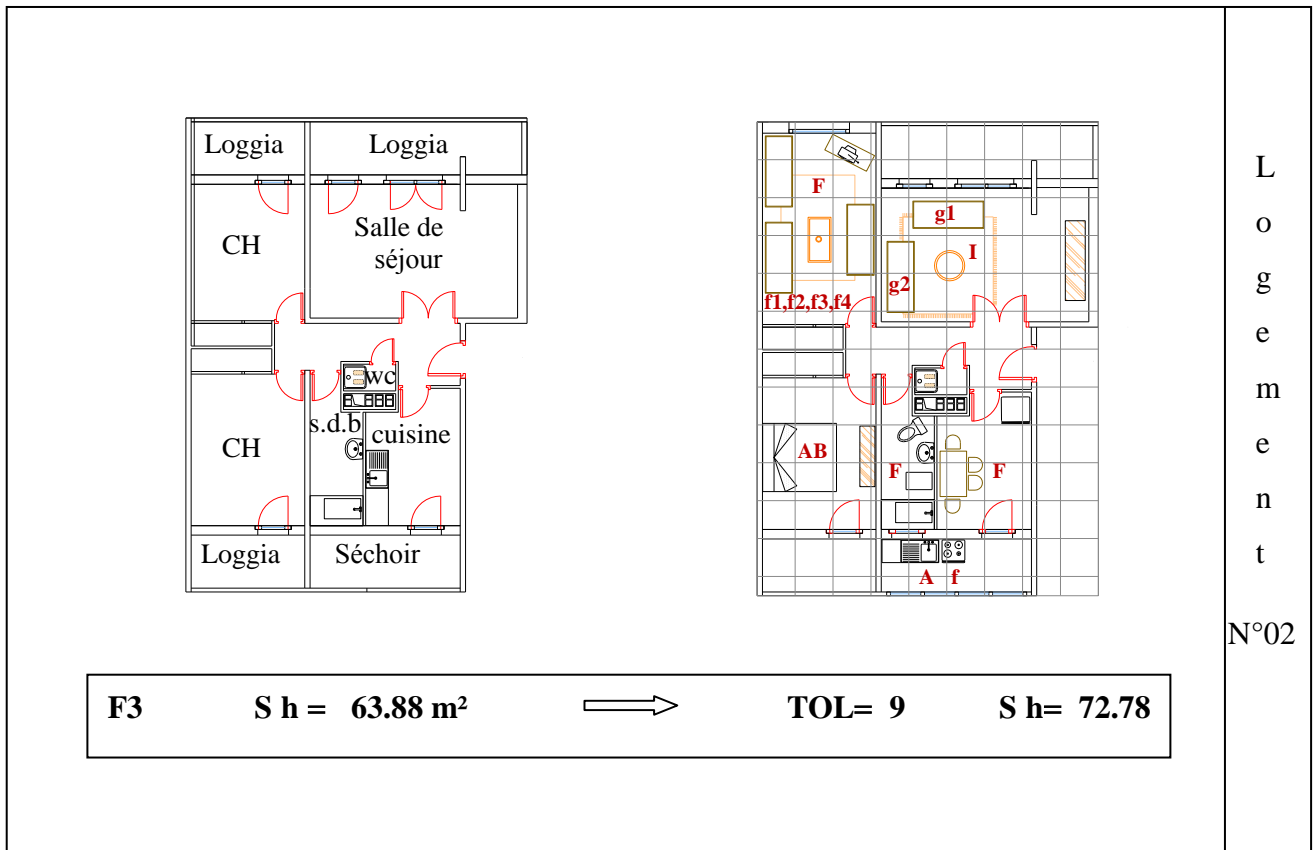 Loggia
Loggia
CH
Salle de
séjour
wc
s.d.b
cuisine
CH
Loggia
Séchoir
F
g1
I
g2
f1,f2,f3,f4
AB
F
F
A f
F3 S h = 63.88 m² TOL= 9 S h= 72.78
L
o
g
e
m
e
n
t
N°02